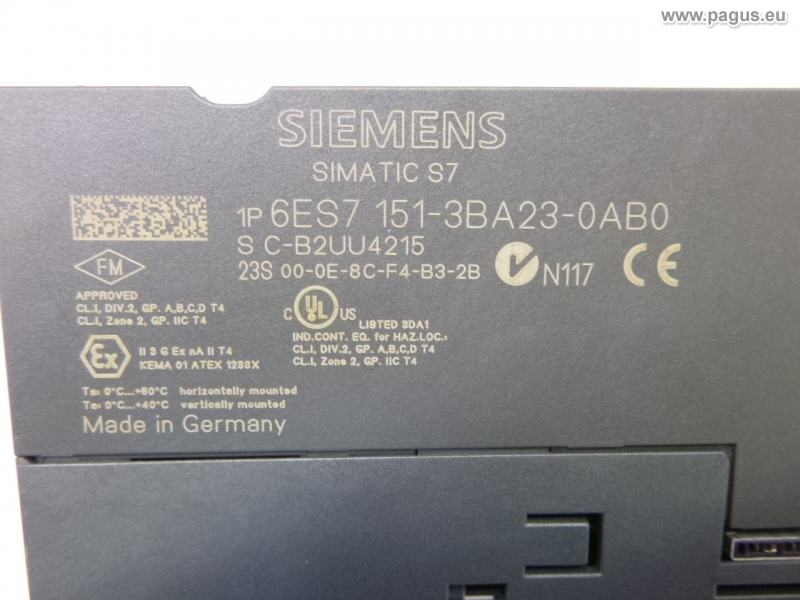 www.pagus.eu
SIEMENS
SIMATIC S7
1P 6ES7 151-3BA23-0AB0
S C-B2UU4215
23S 00-0E-8C-F4-B3-2B
N117 CE
FM
APPROVED
CL.I, DIV.2, GP. A,B,C,D T4
CL.I, Zone 2, GP. IIC T4
C UL US
LISTED 3DA1
IND.CONT. EQ. for HAZ.LOC.:
CL.I, DIV.2, GP. A,B,C,D T4
CL.I, Zone 2, GP. IIC T4
Ex
II 3 G Ex nA II T4
KEMA 01 ATEX 1238X
Ta: 0°C...+60°C horizontally mounted
Ta: 0°C...+40°C vertically mounted
Made in Germany